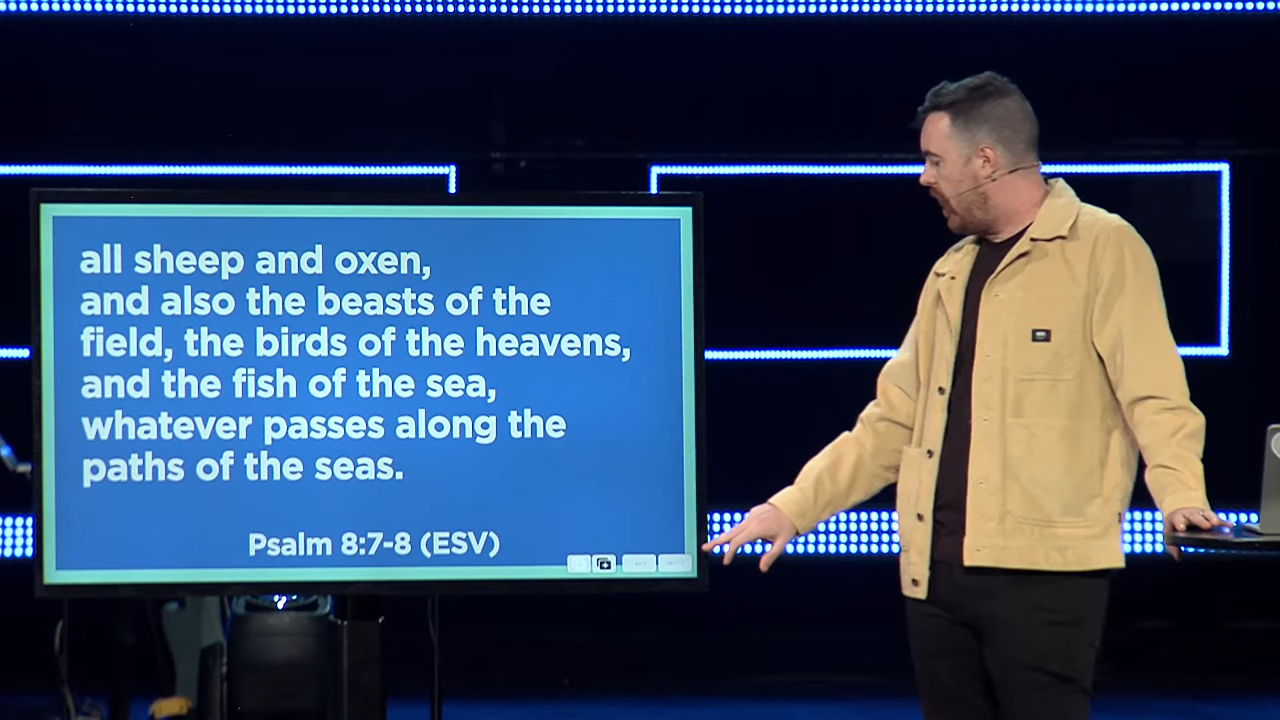 all sheep and oxen,
and also the beasts of the
field, the birds of the heavens,
and the fish of the sea,
whatever passes along the
paths of the seas.
Psalm 8:7-8 (ESV)